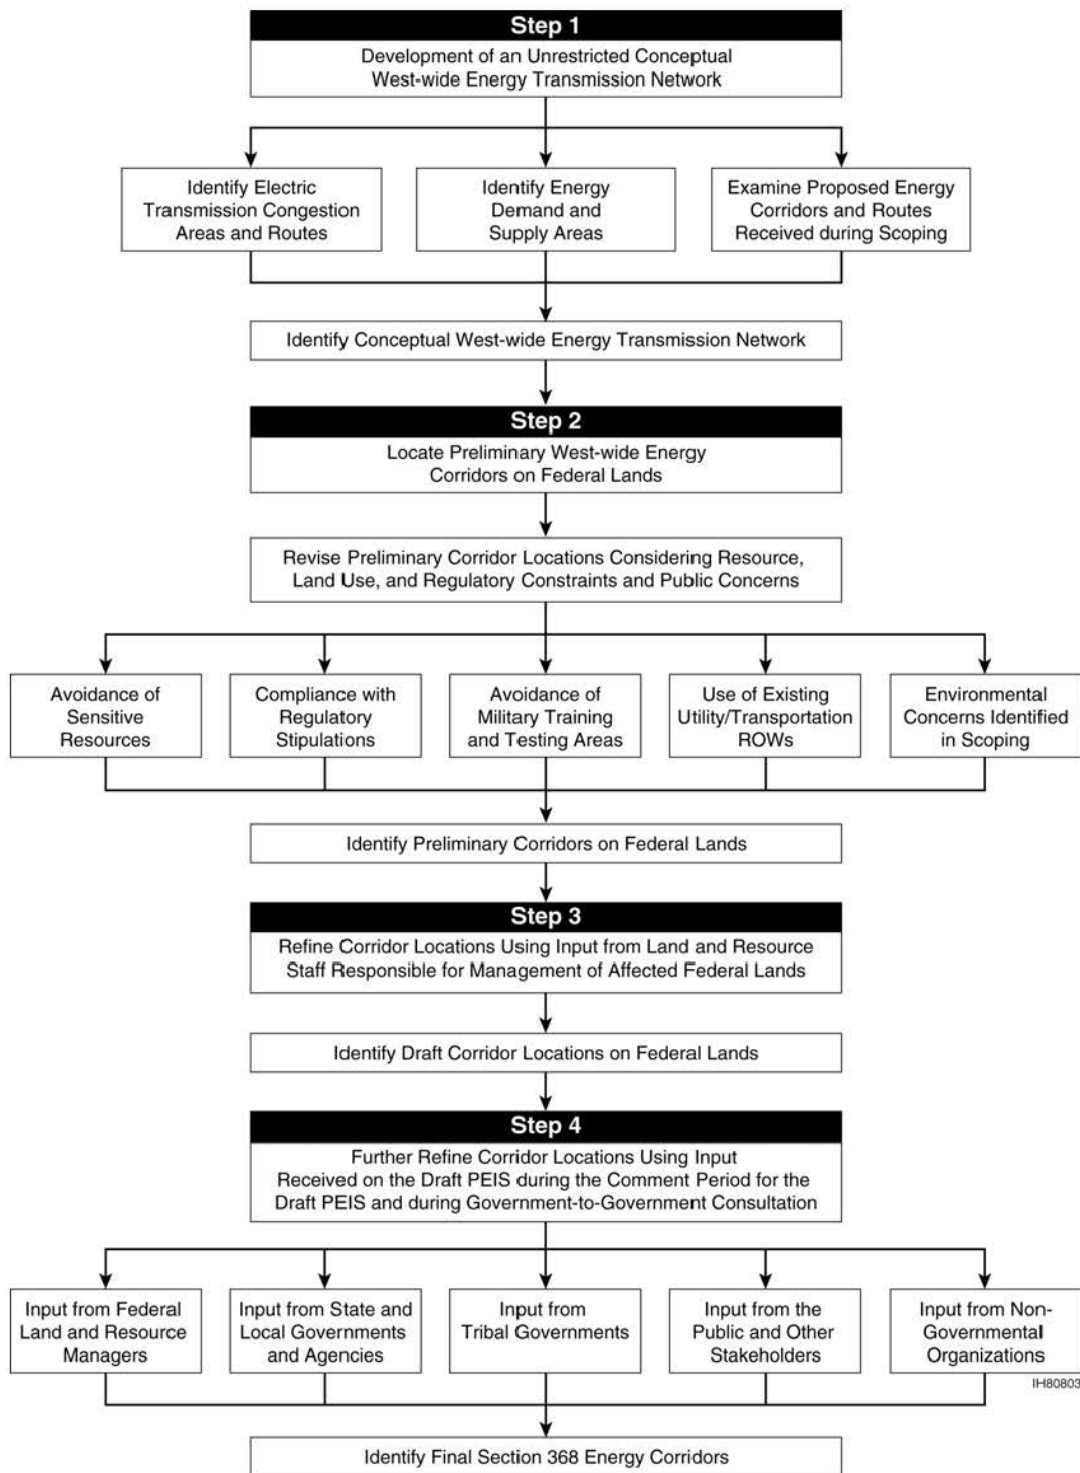 Step 1
Development of an Unrestricted Conceptual
West-wide Energy Transmission Network
Identify Electric
Transmission Congestion
Areas and Routes
Identify Energy
Demand and
Supply Areas
Examine Proposed Energy
Corridors and Routes
Received during Scoping
Identify Conceptual West-wide Energy Transmission Network
Step 2
Locate Preliminary West-wide Energy
Corridors on Federal Lands
Revise Preliminary Corridor Locations Considering Resource,
Land Use, and Regulatory Constraints and Public Concerns
Avoidance of
Sensitive
Resources
Compliance with
Regulatory
Stipulations
Avoidance of
Military Training
and Testing Areas
Use of Existing
Utility/Transportation
ROWs
Environmental
Concerns Identified
in Scoping
Identify Preliminary Corridors on Federal Lands
Step 3
Refine Corridor Locations Using Input from Land and Resource
Staff Responsible for Management of Affected Federal Lands
Identify Draft Corridor Locations on Federal Lands
Step 4
Further Refine Corridor Locations Using Input
Received on the Draft PEIS during the Comment Period for the
Draft PEIS and during Government-to-Government Consultation
Input from Federal
Land and Resource
Managers
Input from State and
Local Governments
and Agencies
Input from
Tribal Governments
Input from the
Public and Other
Stakeholders
Input from Non-
Governmental
Organizations
IH80803
Identify Final Section 368 Energy Corridors